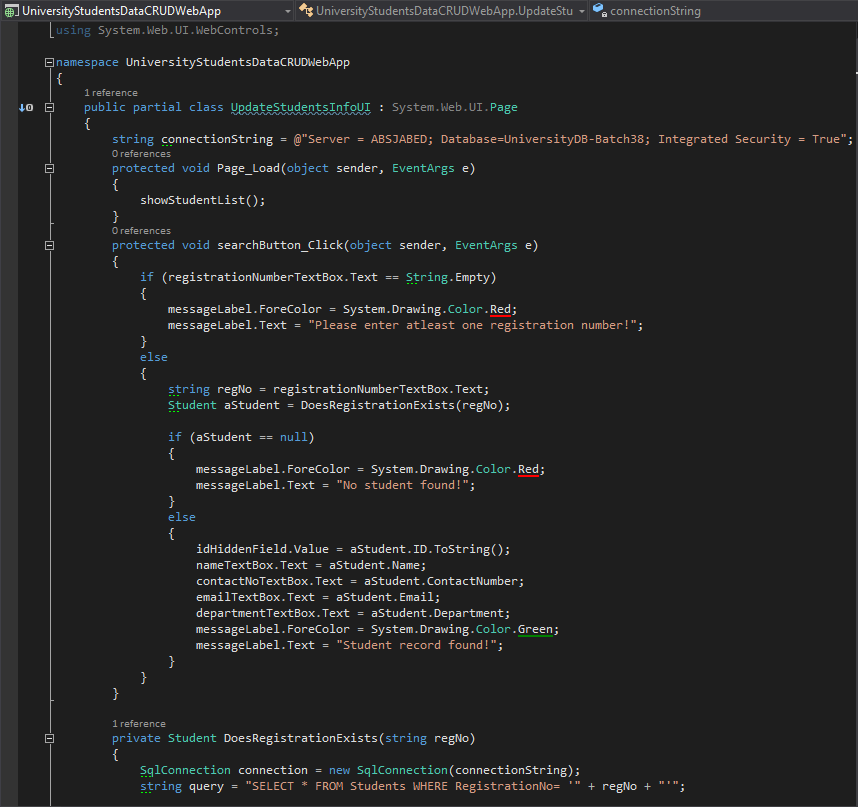 UniversityStudentsDataCRUDWebApp UniversityStudentsDataCRUDWebApp.UpdateStu connectionString
using System.Web.UI.WebControls;
namespace UniversityStudentsDataCRUDWebApp
{
1 reference
public partial class UpdateStudentsInfoUI : System.Web.UI.Page
{
string connectionString = @"Server = ABSJABED; Database=UniversityDB-Batch38; Integrated Security = True";
0 references
protected void Page_Load(object sender, EventArgs e)
{
showStudentList();
}
0 references
protected void searchButton_Click(object sender, EventArgs e)
{
if (registrationNumberTextBox.Text == String.Empty)
{
messageLabel.ForeColor = System.Drawing.Color.Red;
messageLabel.Text = "Please enter atleast one registration number!";
}
else
{
string regNo = registrationNumberTextBox.Text;
Student aStudent = DoesRegistrationExists(regNo);
if (aStudent == null)
{
messageLabel.ForeColor = System.Drawing.Color.Red;
messageLabel.Text = "No student found!";
}
else
{
idHiddenField.Value = aStudent.ID.ToString();
nameTextBox.Text = aStudent.Name;
contactNoTextBox.Text = aStudent.ContactNumber;
emailTextBox.Text = aStudent.Email;
departmentTextBox.Text = aStudent.Department;
messageLabel.ForeColor = System.Drawing.Color.Green;
messageLabel.Text = "Student record found!";
}
}
}
1 reference
private Student DoesRegistrationExists(string regNo)
{
SqlConnection connection = new SqlConnection(connectionString);
string query = "SELECT * FROM Students WHERE RegistrationNo= '" + regNo + "'";